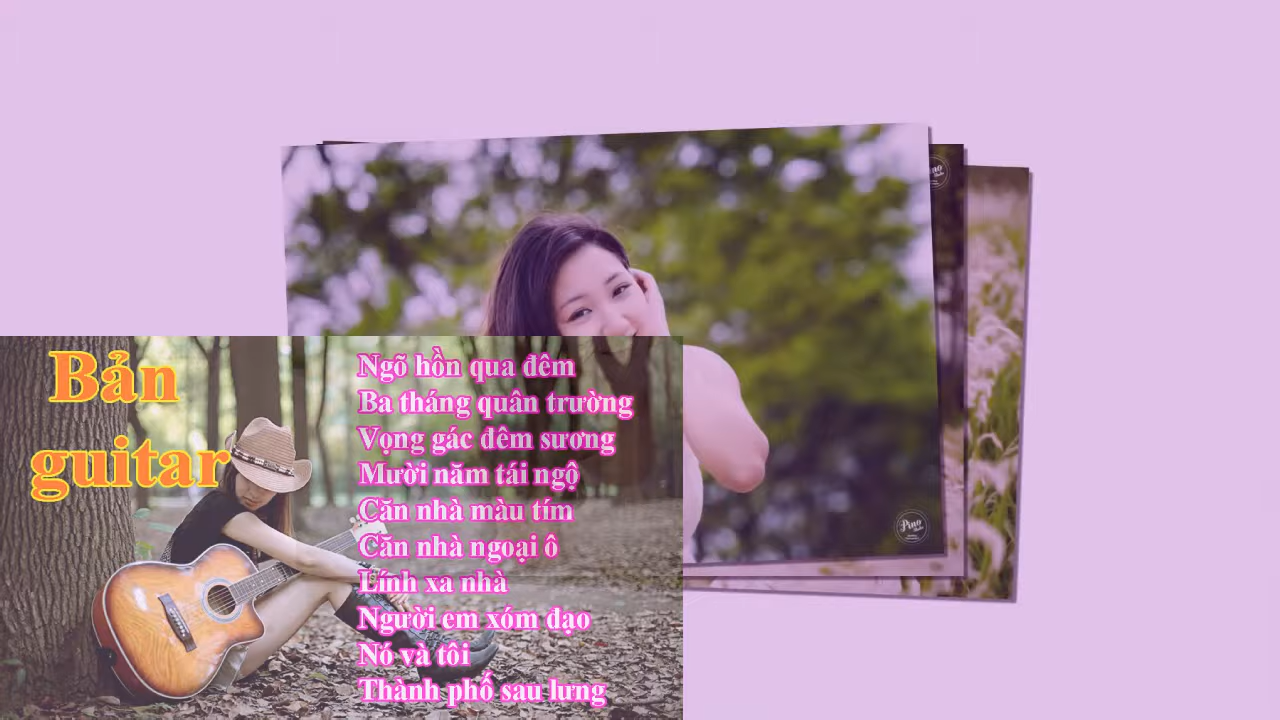 Bản
guitar
Ngõ hồn qua đêm
Ba tháng quân trường
Vọng gác đêm sương
Mười năm tái ngộ
Căn nhà màu tím
Căn nhà ngoại ô
Lính xa nhà
Người em xóm đạo
Nó và tôi
Thành phố sau lưng
Pino